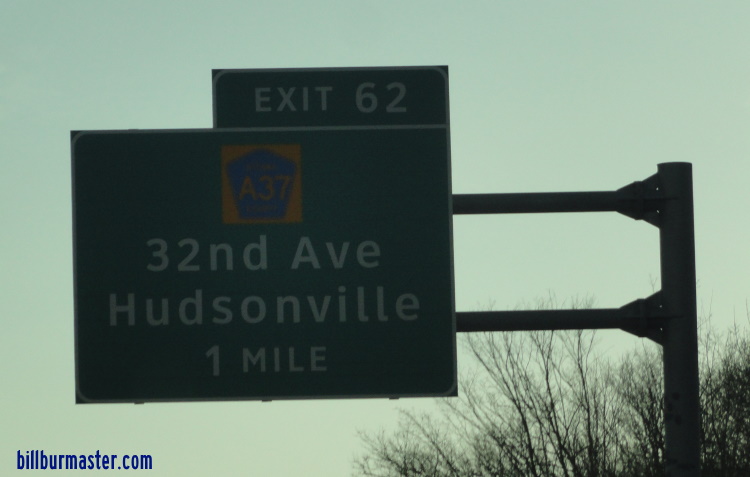 EXIT 62
A37
32nd Ave
Hudsonville
1 MILE
billburmaster.com